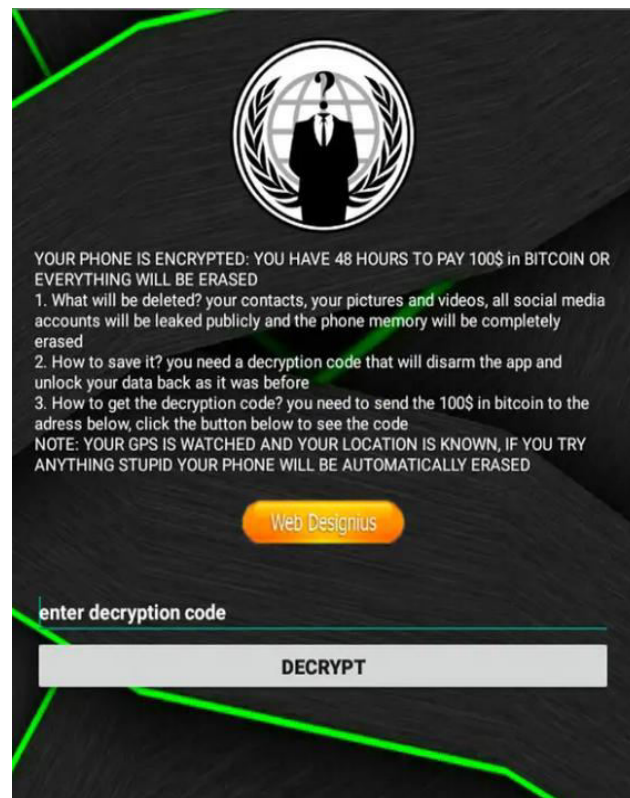 ?
YOUR PHONE IS ENCRYPTED: YOU HAVE 48 HOURS TO PAY 100$ in BITCOIN OR
EVERYTHING WILL BE ERASED
1. What will be deleted? your contacts, your pictures and videos, all social media
accounts will be leaked publicly and the phone memory will be completely
erased
2. How to save it? you need a decryption code that will disarm the app and
unlock your data back as it was before
3. How to get the decryption code? you need to send the 100$ in bitcoin to the
adress below, click the button below to see the code
NOTE: YOUR GPS IS WATCHED AND YOUR LOCATION IS KNOWN, IF YOU TRY
ANYTHING STUPID YOUR PHONE WILL BE AUTOMATICALLY ERASED
Web Designius
enter decryption code
DECRYPT